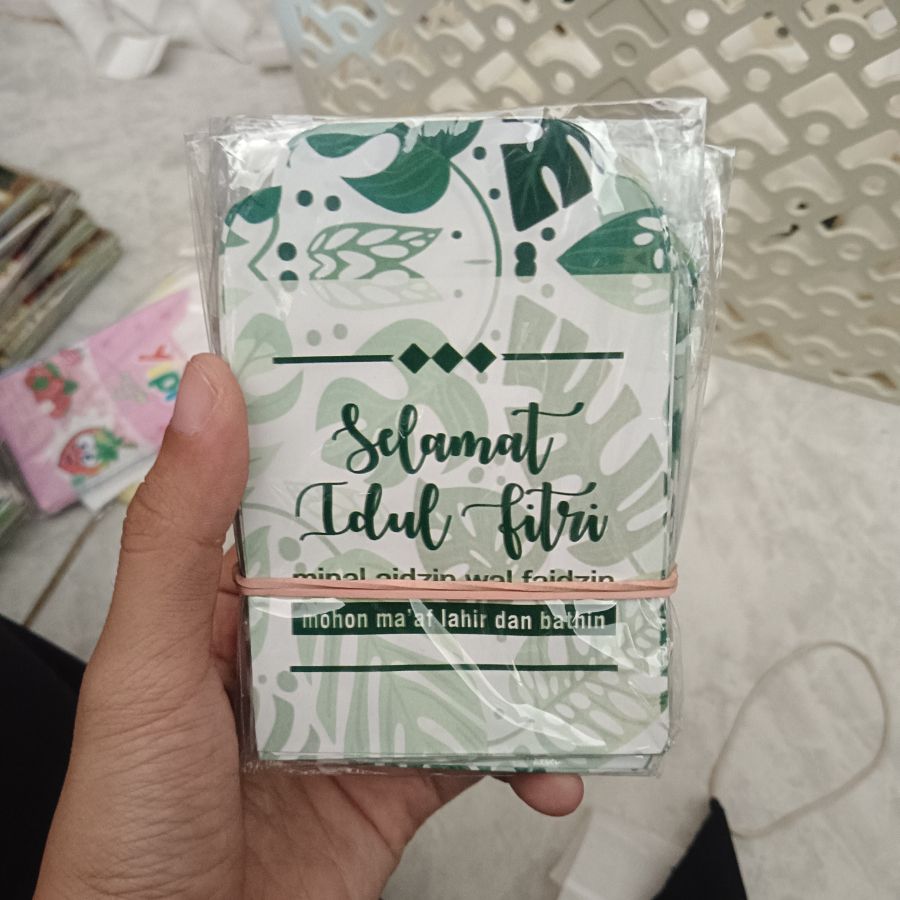 Selamat
Idul fitri
minal aidzin wal faidzin
mohon ma'af lahir dan bathin